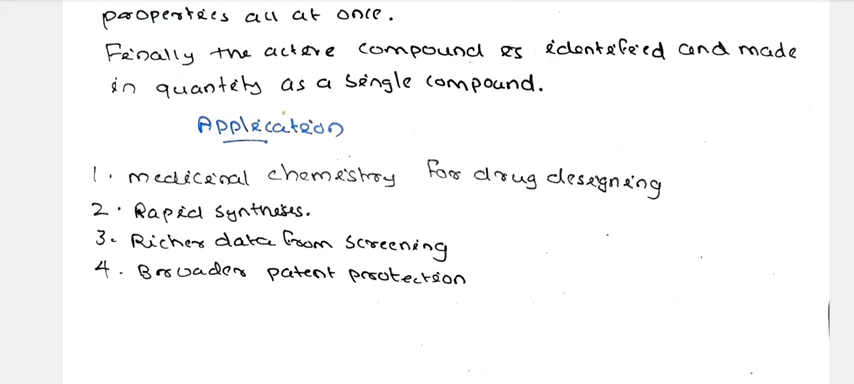 properties all at once.
Finally the active compound is identified and made
in quantity as a single compound.
Application
1. medicinal chemistry for drug designing
2. Rapid synthesis.
3. Richer data from screening
4. Broader patent protection